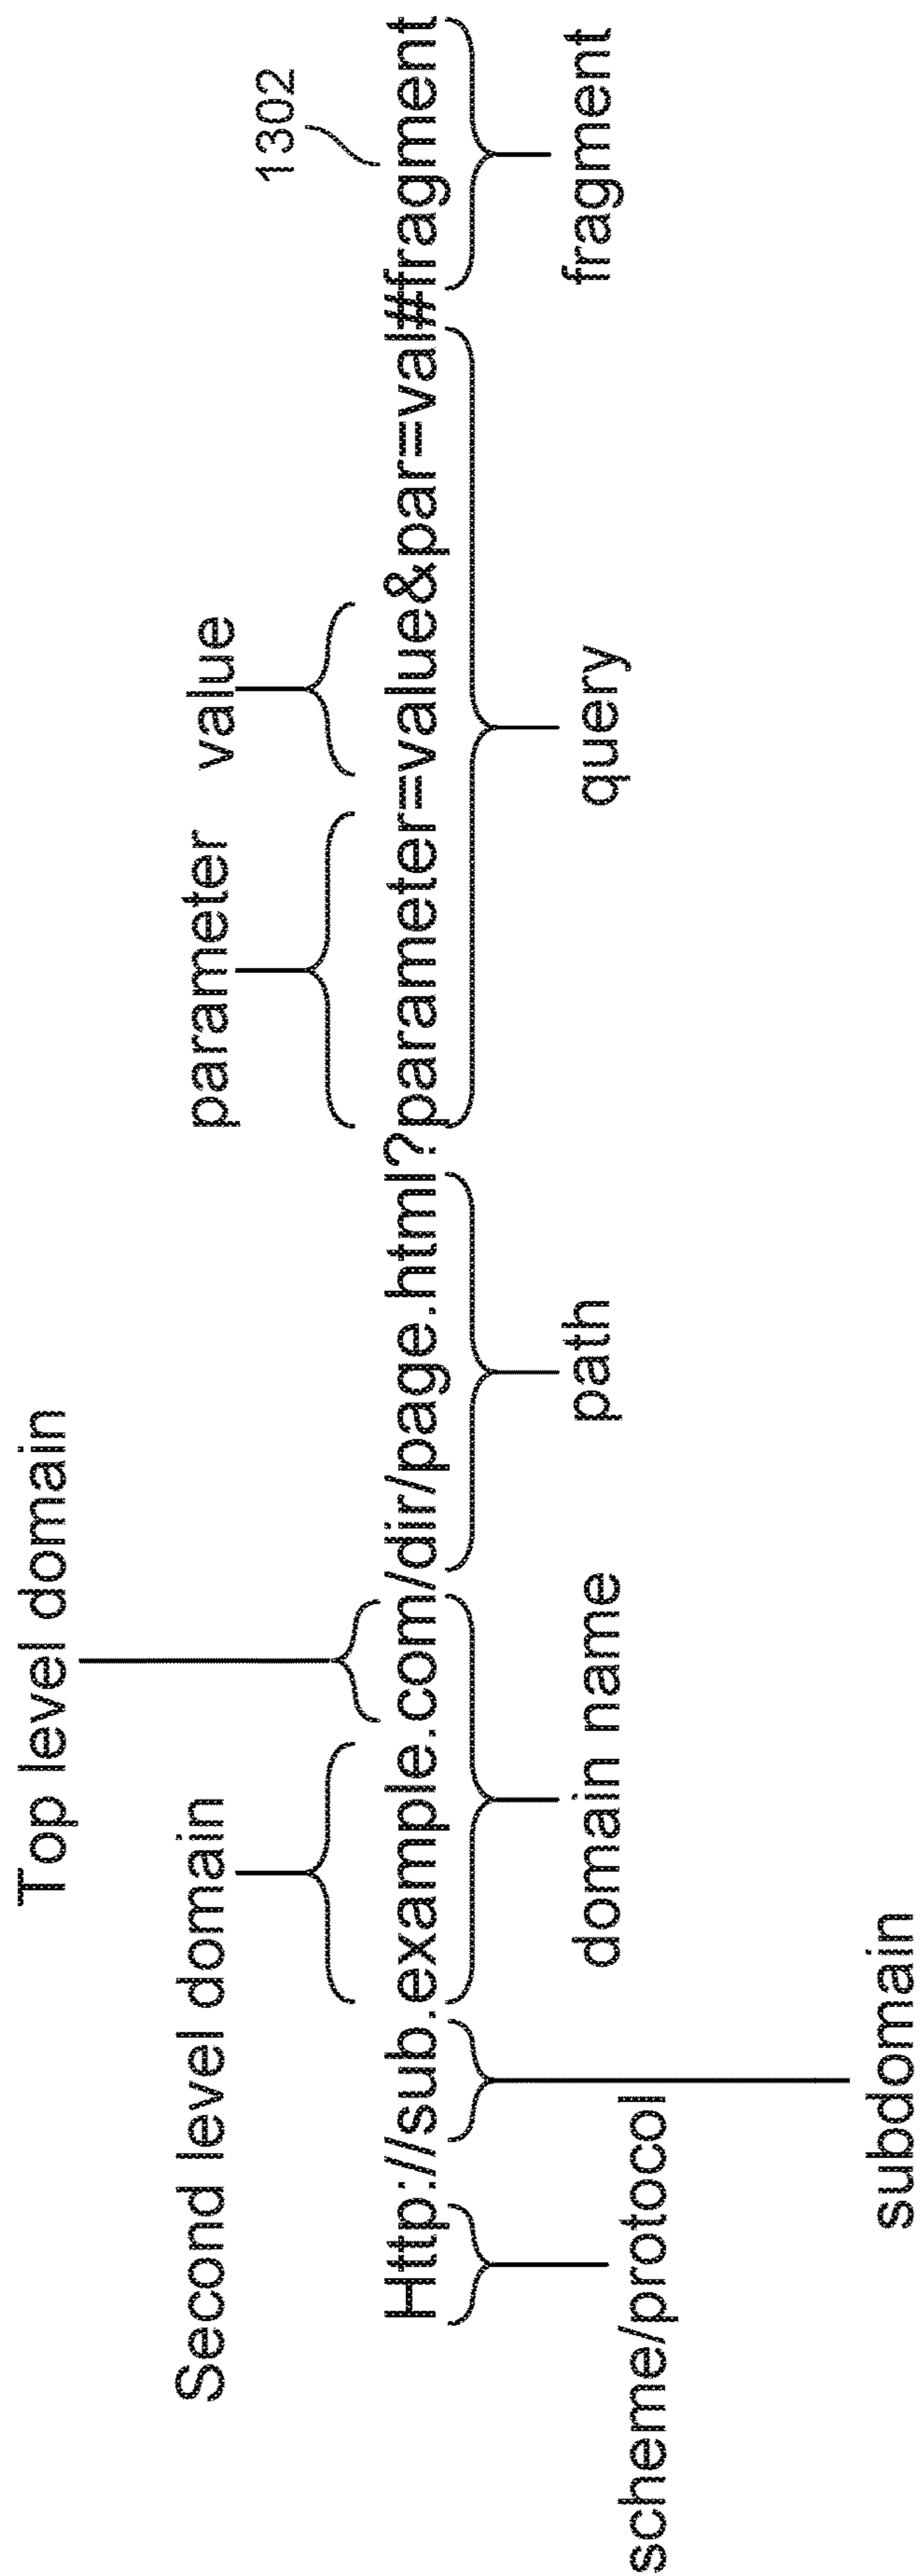 Top level domain
Second level domain
parameter
value
1302
Http://sub.example.com/dir/page.html?parameter=value&par=val#fragment
domain name
path
query
fragment
scheme/protocol
subdomain